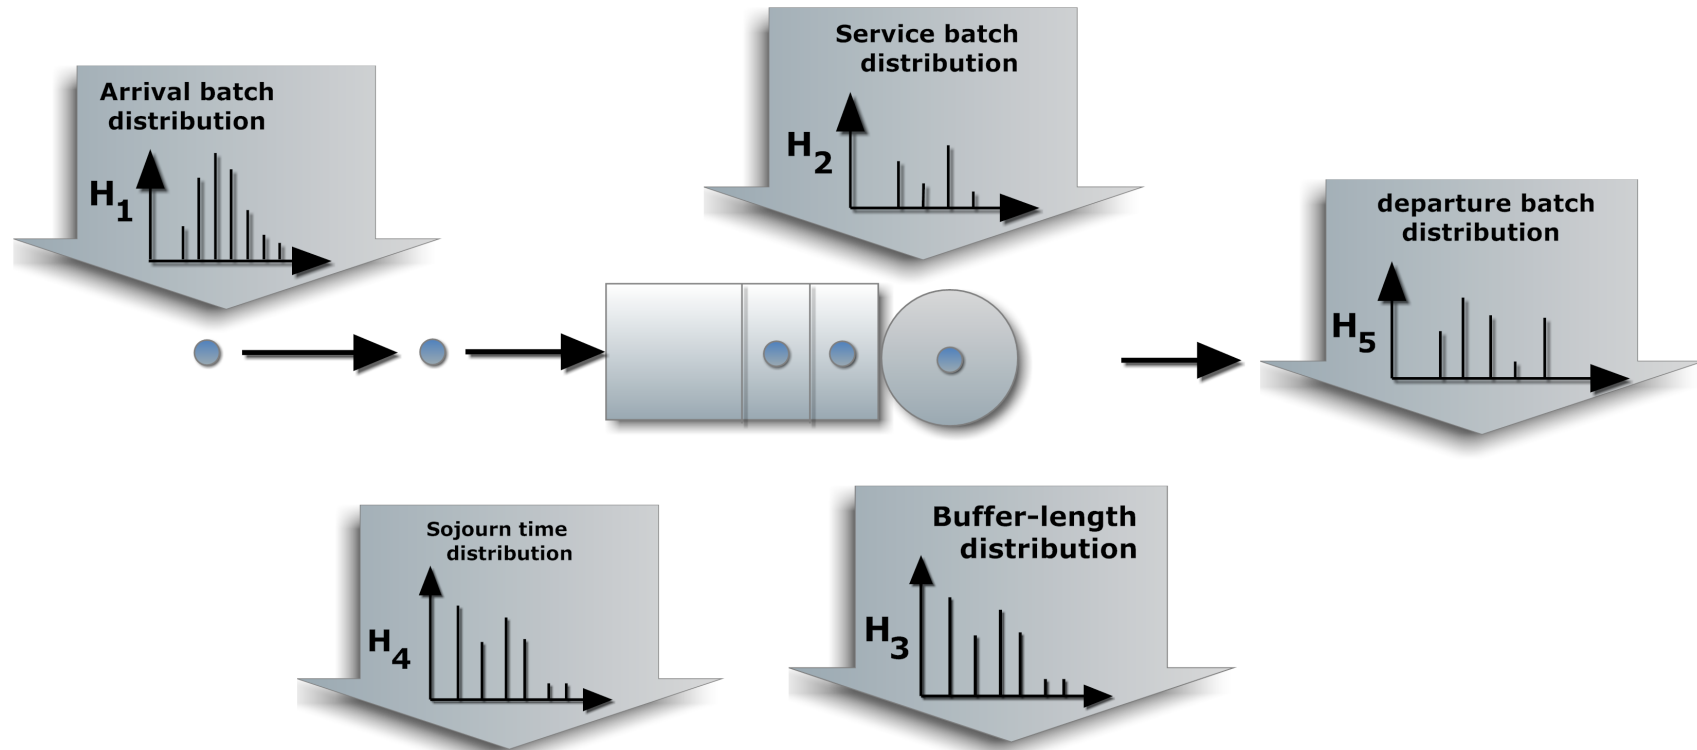 Arrival batch
distribution
H1
Service batch
distribution
H2
departure batch
distribution
H5
Sojourn time
distribution
H4
Buffer-length
distribution
H3